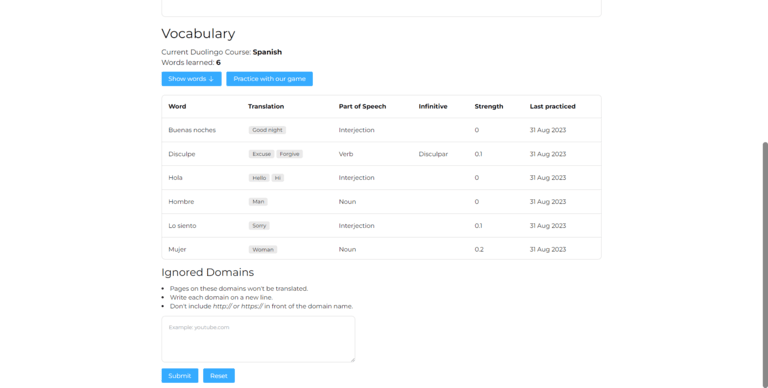 Vocabulary
Current Duolingo Course: Spanish
Words learned: 6
Show words ↓ Practice with our game
Word Translation Part of Speech Infinitive Strength Last practiced
Buenas noches Good night Interjection 0 31 Aug 2023
Disculpe Excuse Forgive Verb Disculpar 0.1 31 Aug 2023
Hola Hello Hi Interjection 0 31 Aug 2023
Hombre Man Noun 0 31 Aug 2023
Lo siento Sorry Interjection 0.1 31 Aug 2023
Mujer Woman Noun 0.2 31 Aug 2023
Ignored Domains
• Pages on these domains won't be translated.
• Write each domain on a new line.
• Don't include http:// or https:// in front of the domain name.
Example: youtube.com
Submit Reset